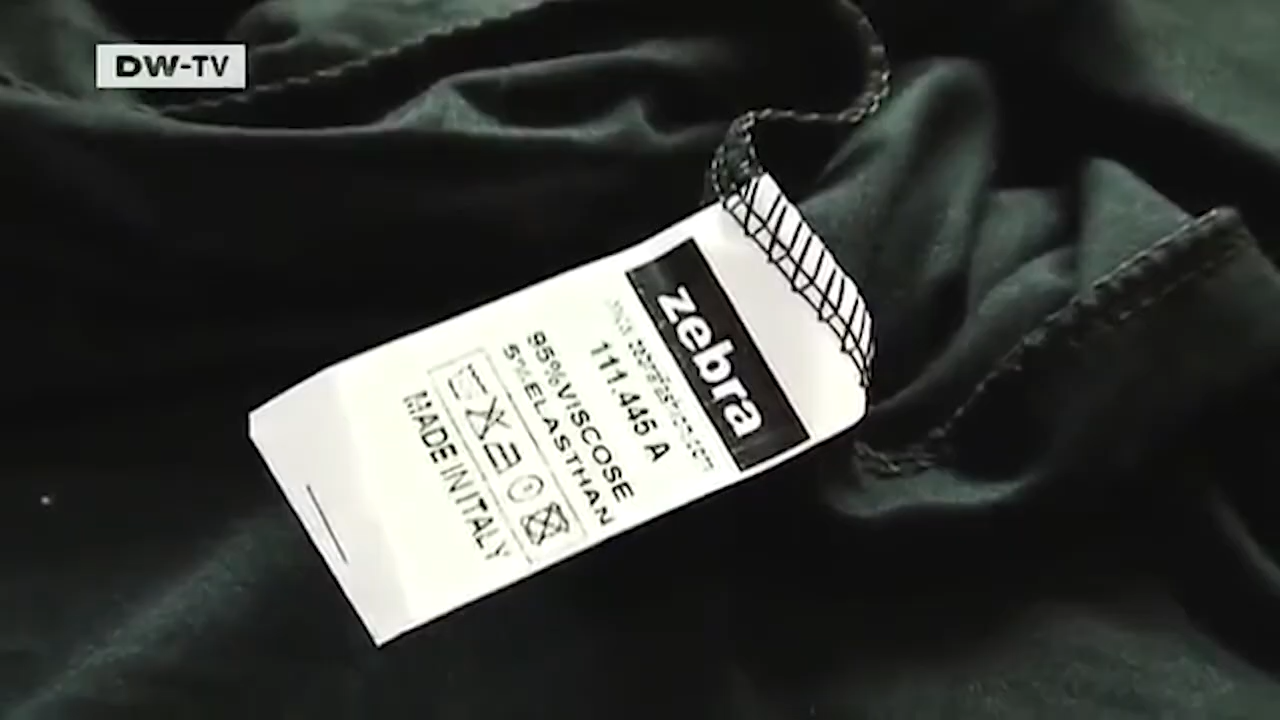 DW-TV
zebra
111.445 A
95%VISCOSE
5%ELASTHAN
MADE IN ITALY